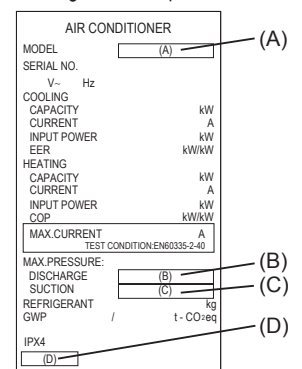 AIR CONDITIONER
MODEL (A) (A)
SERIAL NO.
V~ Hz
COOLING
CAPACITY kW
CURRENT A
INPUT POWER kW
EER kW/kW
HEATING
CAPACITY kW
CURRENT A
INPUT POWER kW
COP kW/kW
MAX.CURRENT A
TEST CONDITION:EN60335-2-40
MAX.PRESSURE:
DISCHARGE (B) (B)
SUCTION (C) (C)
REFRIGERANT kg
GWP / t - CO2eq
IPX4
(D) (D)